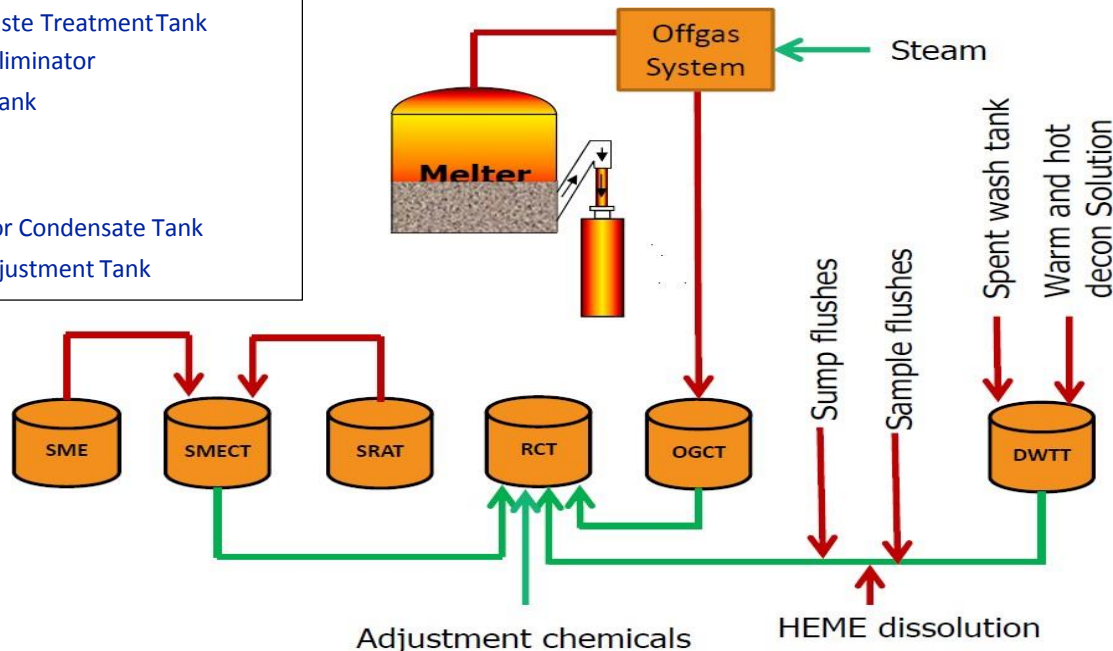 ste Treatment Tank
liminator
ank
or Condensate Tank
djustment Tank
Offgas
System
Steam
Melter
Spent wash tank
Warm and hot
decon Solution
Sump flushes
Sample flushes
SME
SMECT
SRAT
RCT
OGCT
DWTT
Adjustment chemicals
HEME dissolution